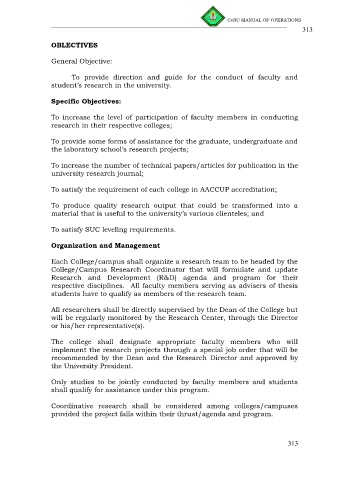 CvSU MANUAL OF OPERATIONS
313
OBLECTIVES
General Objective:
To provide direction and guide for the conduct of faculty and
student's research in the university.
Specific Objectives:
To increase the level of participation of faculty members in conducting
research in their respective colleges;
To provide some forms of assistance for the graduate, undergraduate and
the laboratory school's research projects;
To increase the number of technical papers/articles for publication in the
university research journal;
To satisfy the requirement of each college in AACCUP accreditation;
To produce quality research output that could be transformed into a
material that is useful to the university's various clienteles; and
To satisfy SUC leveling requirements.
Organization and Management
Each College/campus shall organize a research team to be headed by the
College/Campus Research Coordinator that will formulate and update
Research and Development (R&D) agenda and program for their
respective disciplines. All faculty members serving as advisers of thesis
students have to qualify as members of the research team.
All researchers shall be directly supervised by the Dean of the College but
will be regularly monitored by the Research Center, through the Director
or his/her representative(s).
The college shall designate appropriate faculty members who will
implement the research projects through a special job order that will be
recommended by the Dean and the Research Director and approved by
the University President.
Only studies to be jointly conducted by faculty members and students
shall qualify for assistance under this program.
Coordinative research shall be considered among colleges/campuses
provided the project falls within their thrust/agenda and program.
313